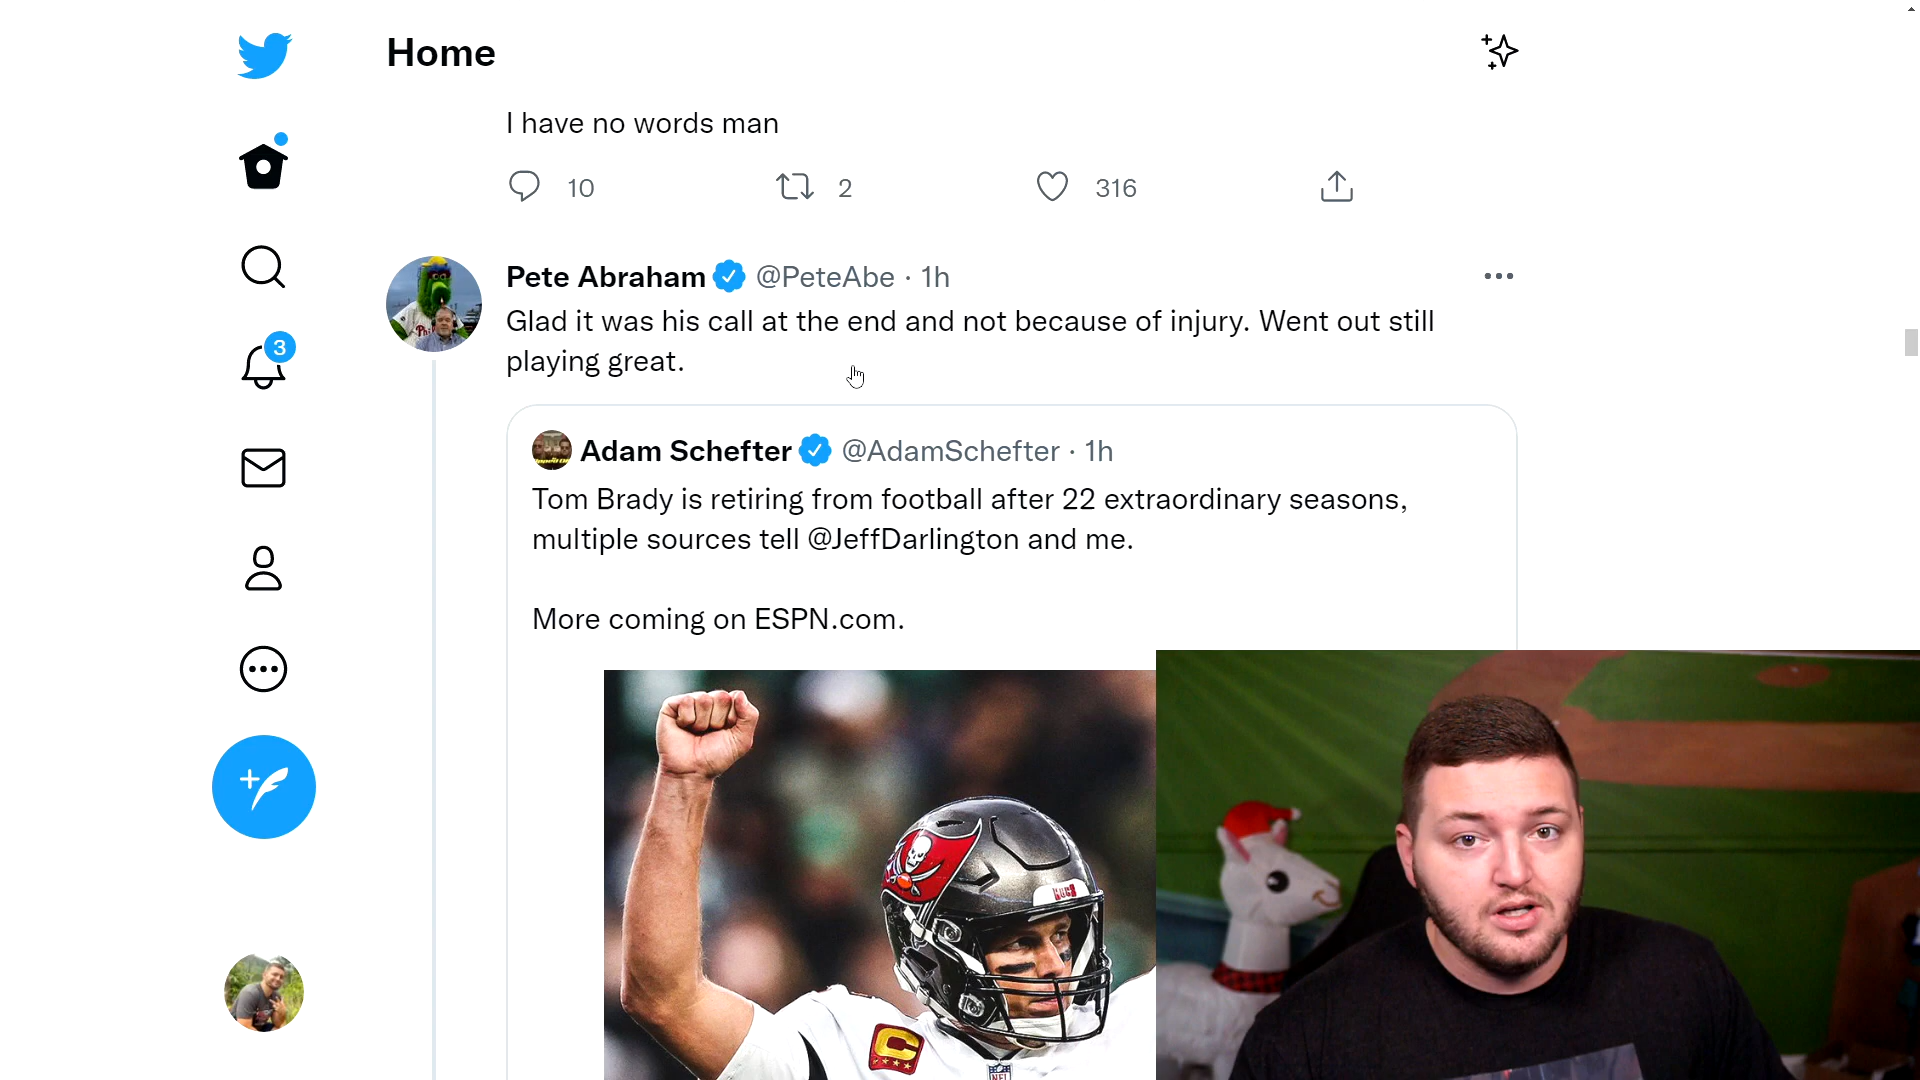 Home
I have no words man
10 2 316
Pete Abraham @PeteAbe · 1h
Glad it was his call at the end and not because of injury. Went out still
playing great.
3
Adam Schefter @AdamSchefter · 1h
Tom Brady is retiring from football after 22 extraordinary seasons,
multiple sources tell @JeffDarlington and me.
More coming on ESPN.com.
C
NFL